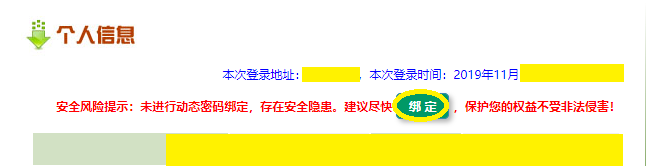 个人信息
本次登录地址： ，本次登录时间：2019年11月
安全风险提示：未进行动态密码绑定，存在安全隐患。建议尽快 绑定 ，保护您的权益不受非法侵害！